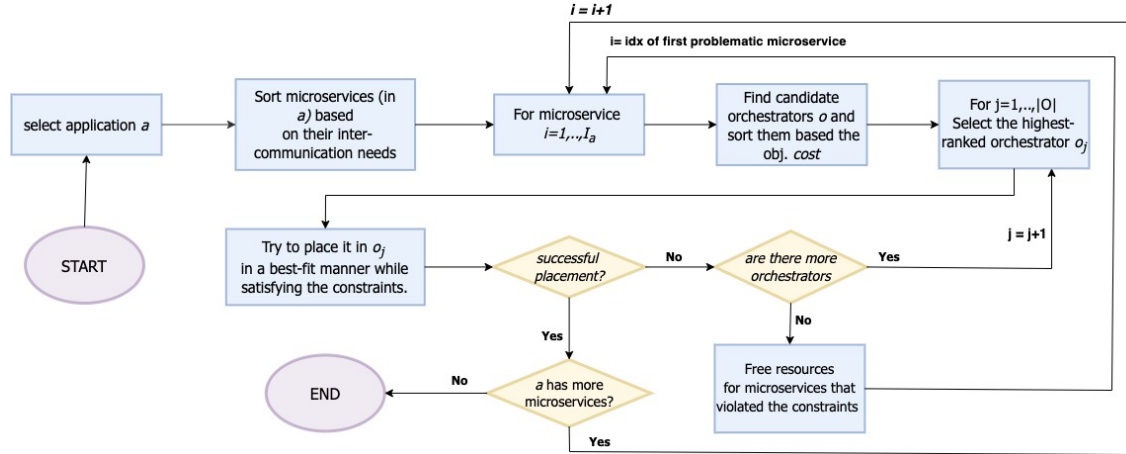 i = i+1
i= idx of first problematic microservice
select application a
Sort microservices (in
a) based
on their inter-
communication needs
For microservice
i=1,..,Iₐ
Find candidate
orchestrators o and
sort them based the
obj. cost
For j=1,..,|O|
Select the highest-
ranked orchestrator oⱼ
START
Try to place it in oⱼ
in a best-fit manner while
satisfying the constraints.
successful
placement?
No
are there more
orchestrators
Yes
j = j+1
Yes
No
END
No
a has more
microservices?
Free resources
for microservices that
violated the constraints
Yes